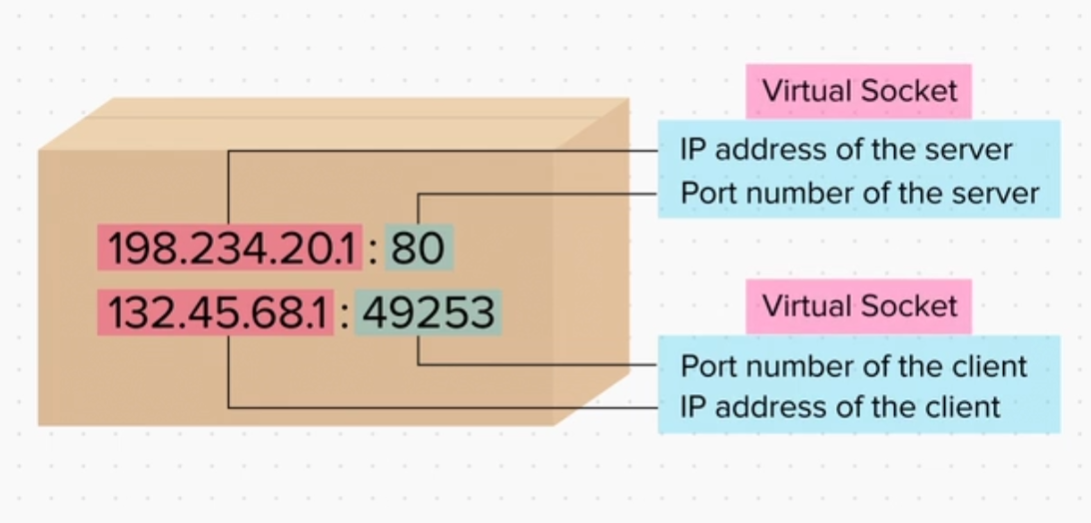 Virtual Socket
IP address of the server
Port number of the server
198.234.20.1 : 80
132.45.68.1 : 49253
Virtual Socket
Port number of the client
IP address of the client